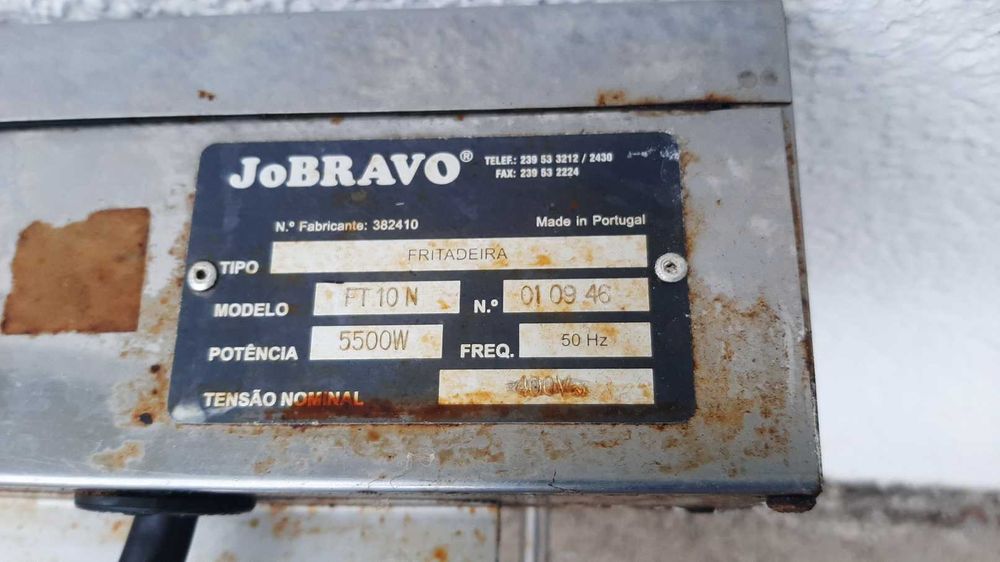 JoBRAVO®
TELEF.: 239 53 3212 / 2430
FAX: 239 53 2224
N.º Fabricante: 382410 Made in Portugal
TIPO FRITADEIRA
MODELO FT 10 N N.º 01 09 46
POTÊNCIA 5500W FREQ. 50 Hz
TENSÃO NOMINAL 400V